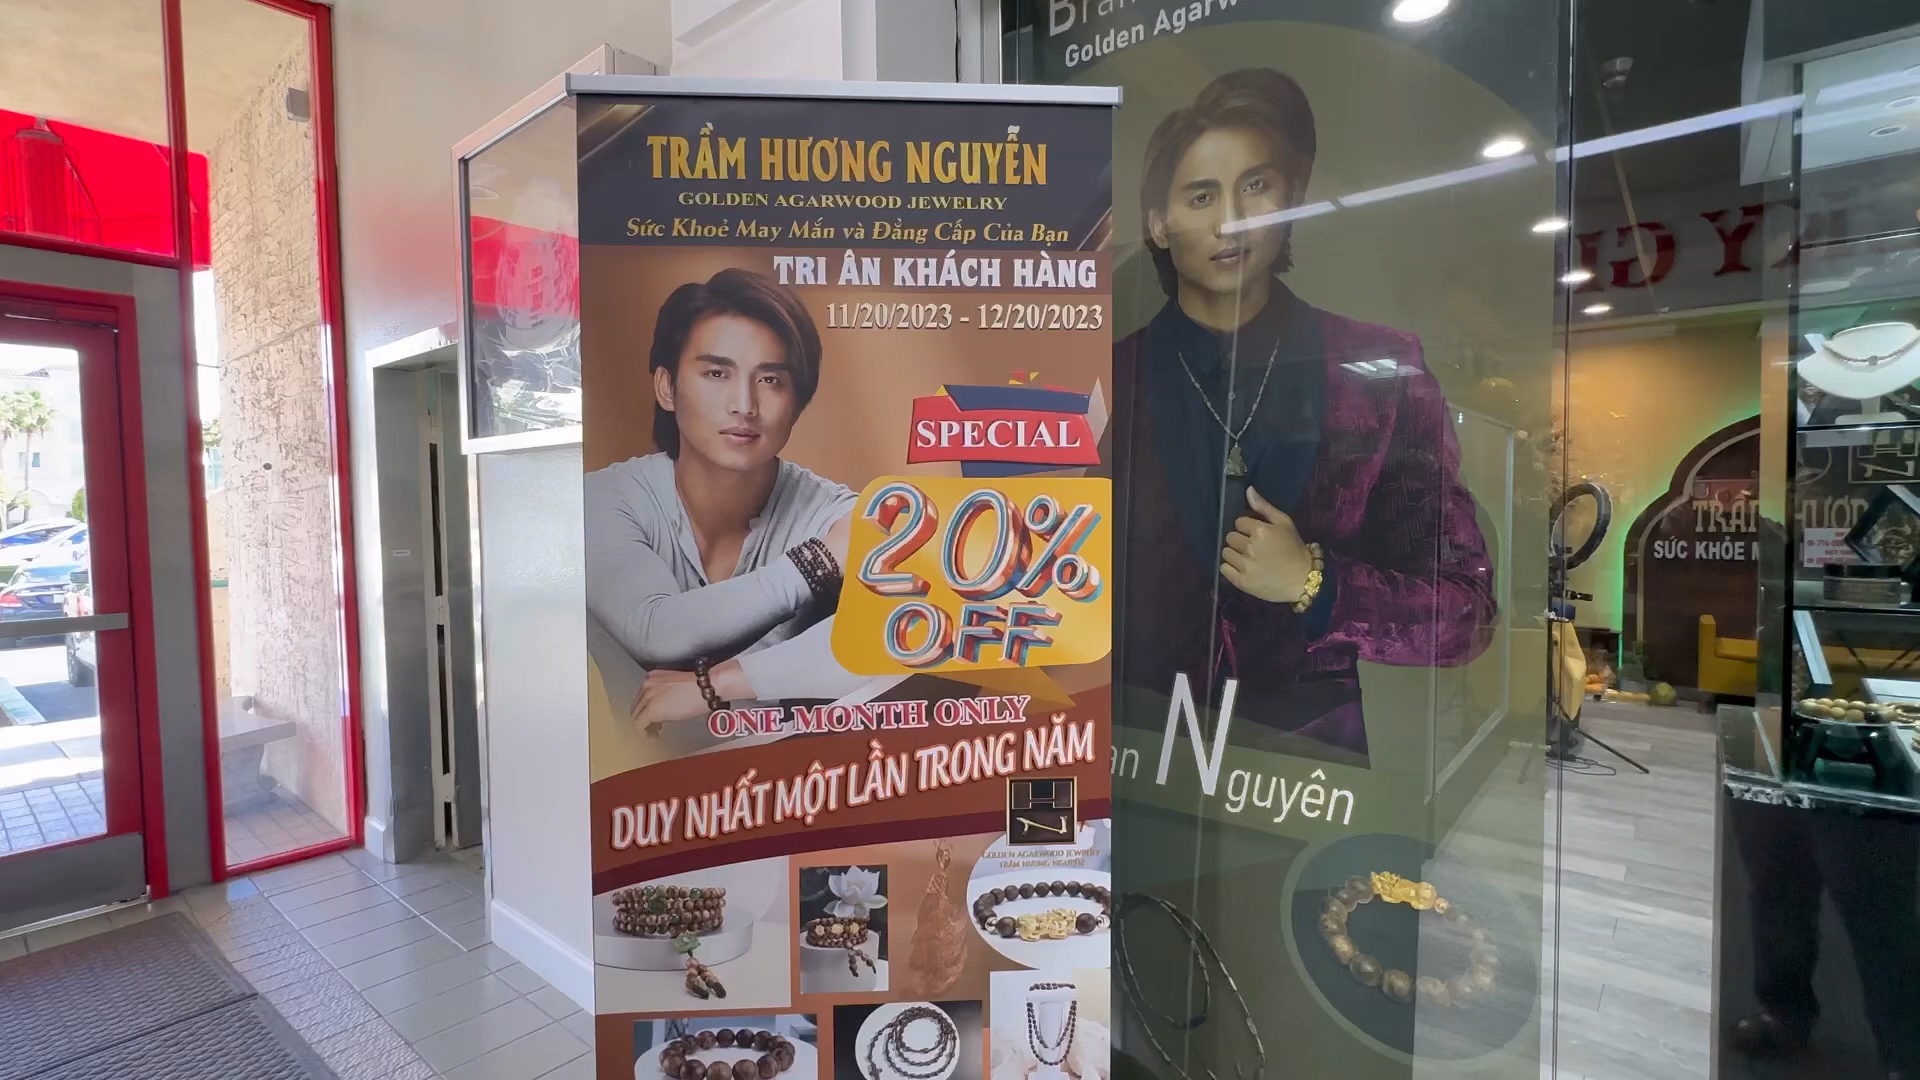 TRẦM HƯƠNG NGUYỄN
GOLDEN AGARWOOD JEWELRY
Sức Khoẻ May Mắn và Đẳng Cấp Của Bạn
TRI ÂN KHÁCH HÀNG
11/20/2023 - 12/20/2023
SPECIAL
20%
OFF
ONE MONTH ONLY
DUY NHẤT MỘT LẦN TRONG NĂM
GOLDEN AGARWOOD JEWELRY
TRẦM HƯƠNG NGUYỄN
Golden
Nguyên
SỨC KHỎE